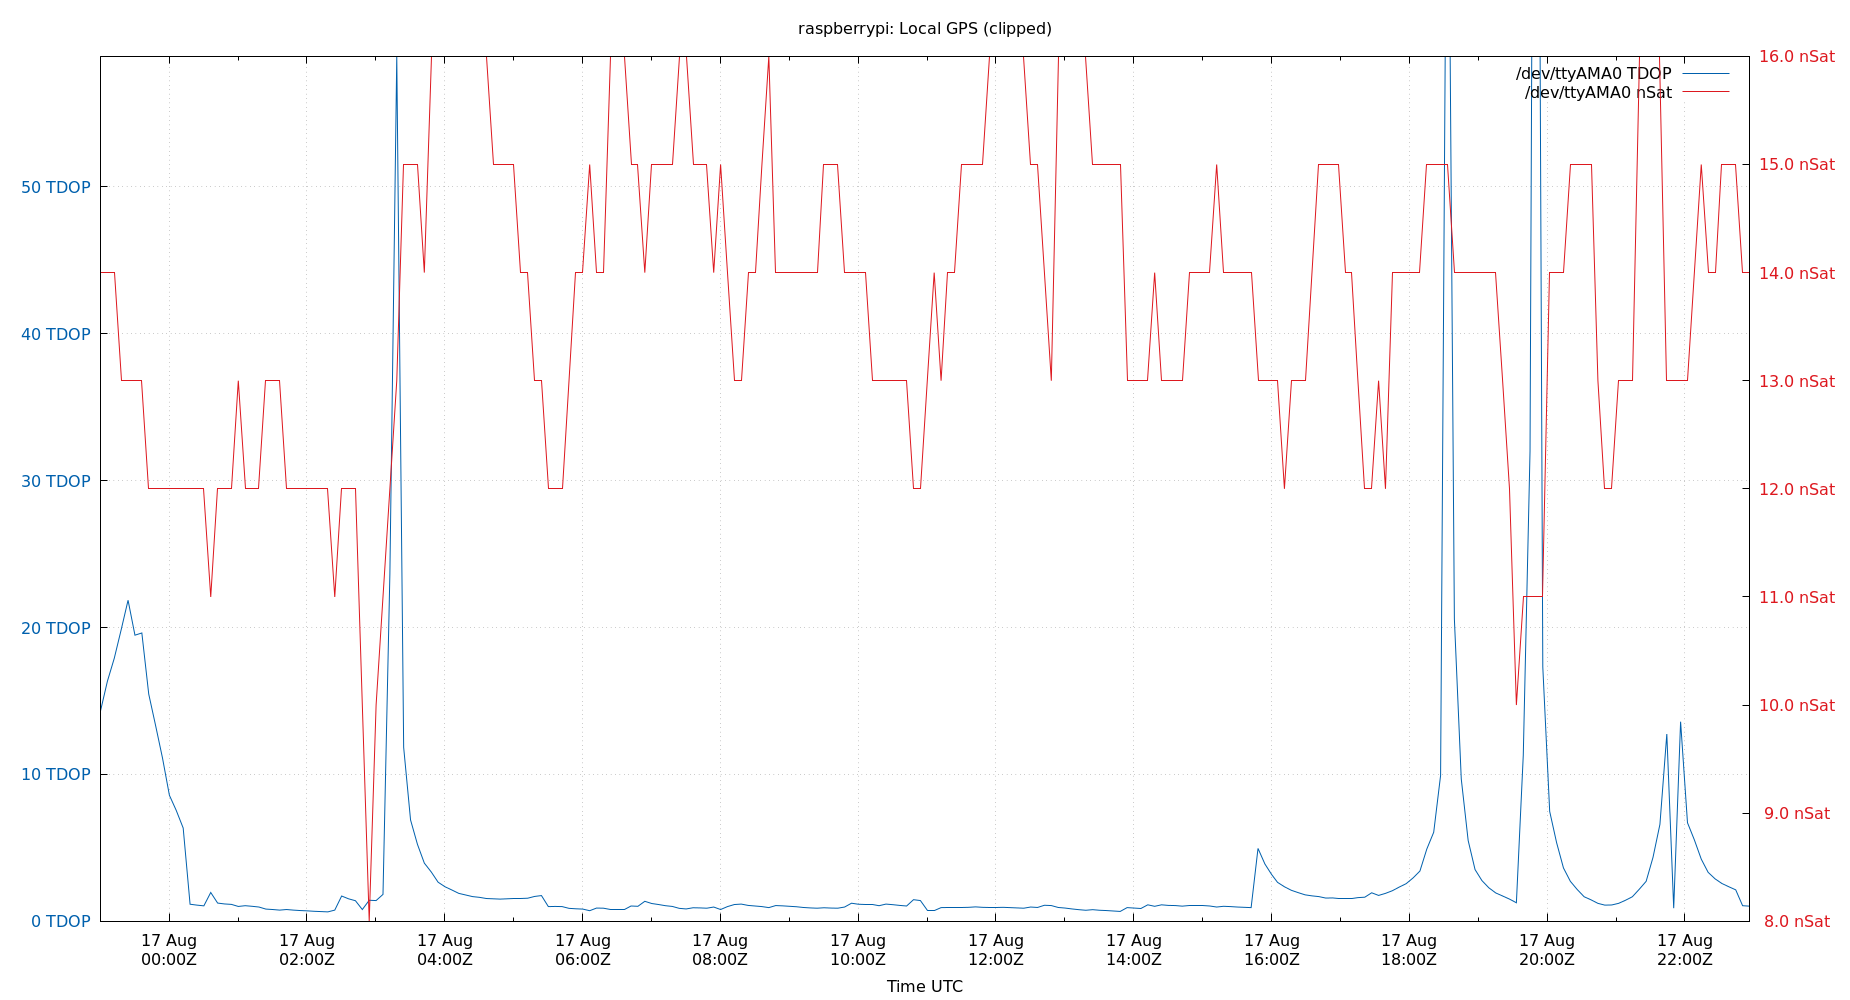 raspberrypi: Local GPS (clipped)
16.0 nSat
/dev/ttyAMA0 TDOP
/dev/ttyAMA0 nSat
15.0 nSat
50 TDOP
14.0 nSat
40 TDOP
13.0 nSat
30 TDOP
12.0 nSat
11.0 nSat
20 TDOP
10.0 nSat
10 TDOP
9.0 nSat
0 TDOP
8.0 nSat
17 Aug 17 Aug 17 Aug 17 Aug 17 Aug 17 Aug 17 Aug 17 Aug 17 Aug 17 Aug 17 Aug 17 Aug
00:00Z 02:00Z 04:00Z 06:00Z 08:00Z 10:00Z 12:00Z 14:00Z 16:00Z 18:00Z 20:00Z 22:00Z
Time UTC